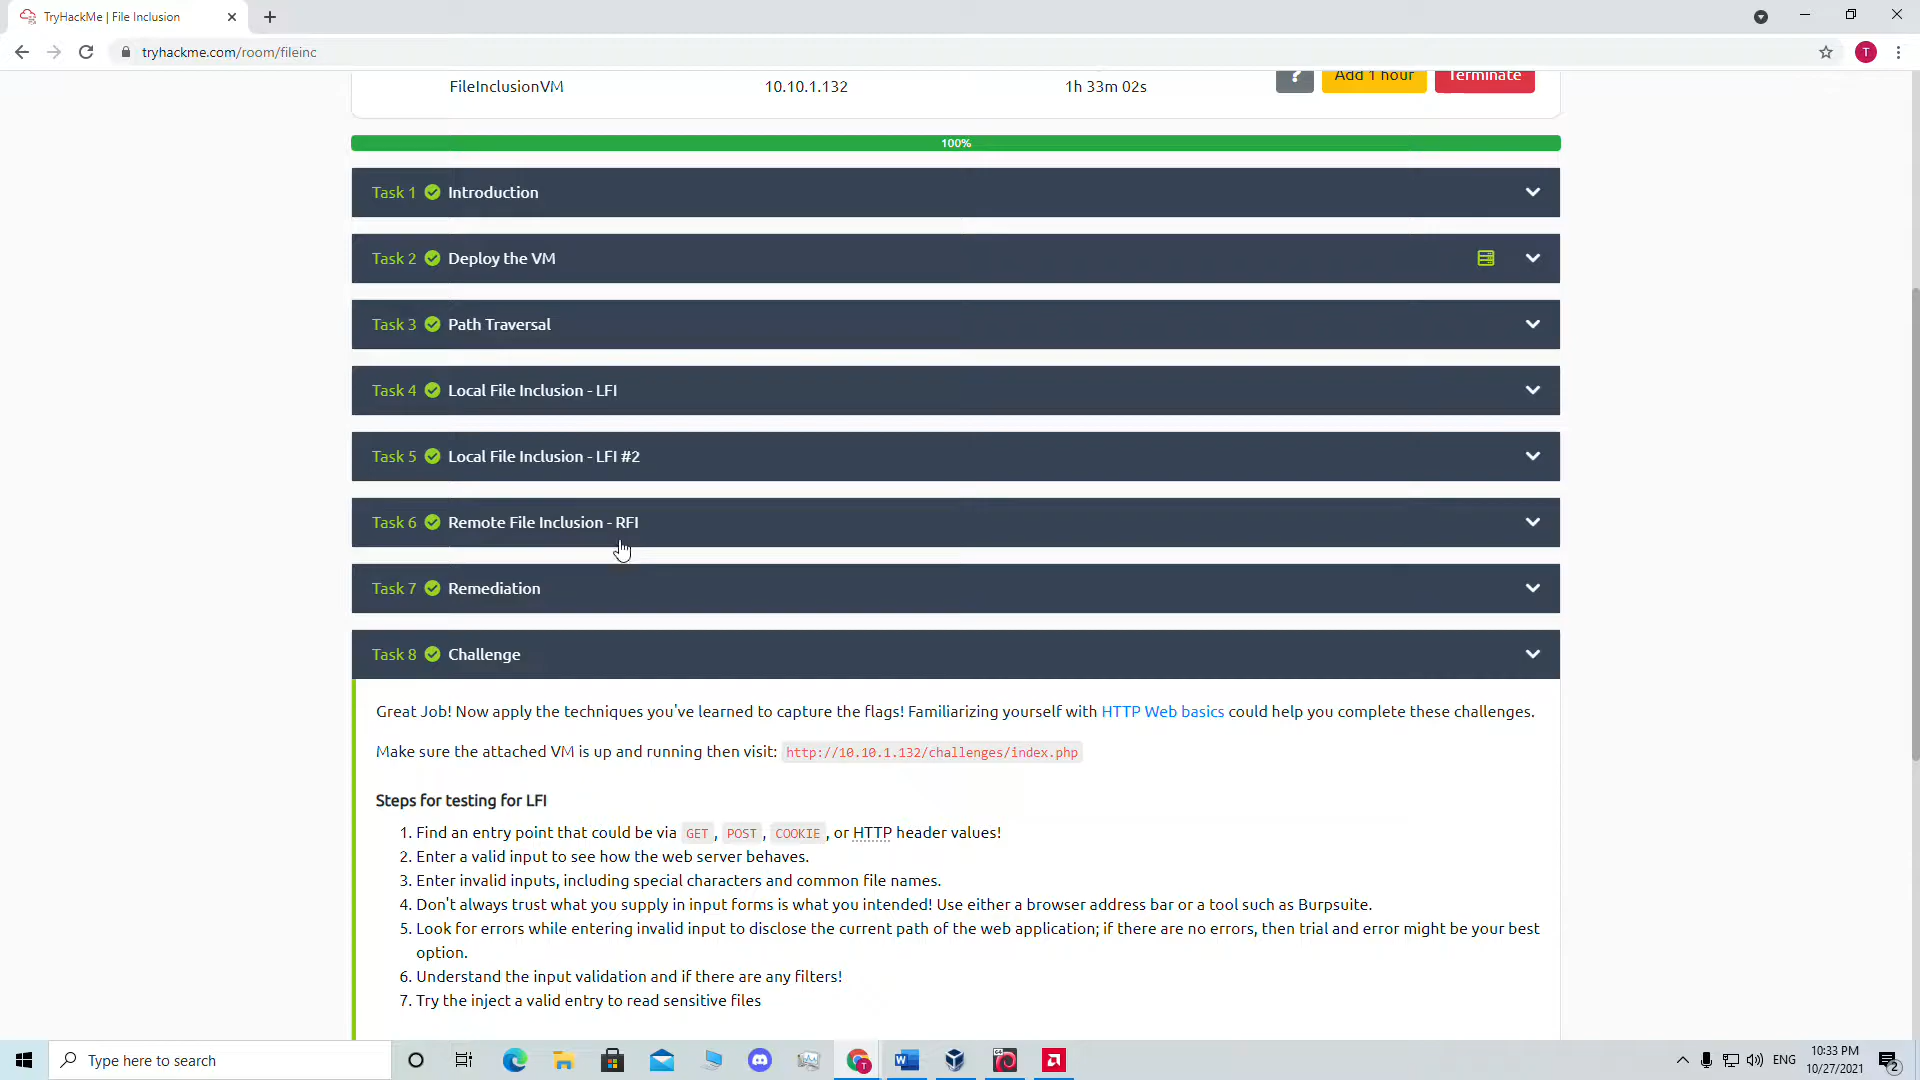 TryHackMe | File Inclusion
tryhackme.com/room/fileinc
T
FileInclusionVM 10.10.1.132 1h 33m 02s ? Add 1 hour Terminate
100%
Task 1 Introduction
Task 2 Deploy the VM
Task 3 Path Traversal
Task 4 Local File Inclusion - LFI
Task 5 Local File Inclusion - LFI #2
Task 6 Remote File Inclusion - RFI
Task 7 Remediation
Task 8 Challenge
Great Job! Now apply the techniques you've learned to capture the flags! Familiarizing yourself with HTTP Web basics could help you complete these challenges.
Make sure the attached VM is up and running then visit: http://10.10.1.132/challenges/index.php
Steps for testing for LFI
1. Find an entry point that could be via GET, POST, COOKIE, or HTTP header values!
2. Enter a valid input to see how the web server behaves.
3. Enter invalid inputs, including special characters and common file names.
4. Don't always trust what you supply in input forms is what you intended! Use either a browser address bar or a tool such as Burpsuite.
5. Look for errors while entering invalid input to disclose the current path of the web application; if there are no errors, then trial and error might be your best
option.
6. Understand the input validation and if there are any filters!
7. Try the inject a valid entry to read sensitive files
Type here to search
ENG
10:33 PM
10/27/2021
2